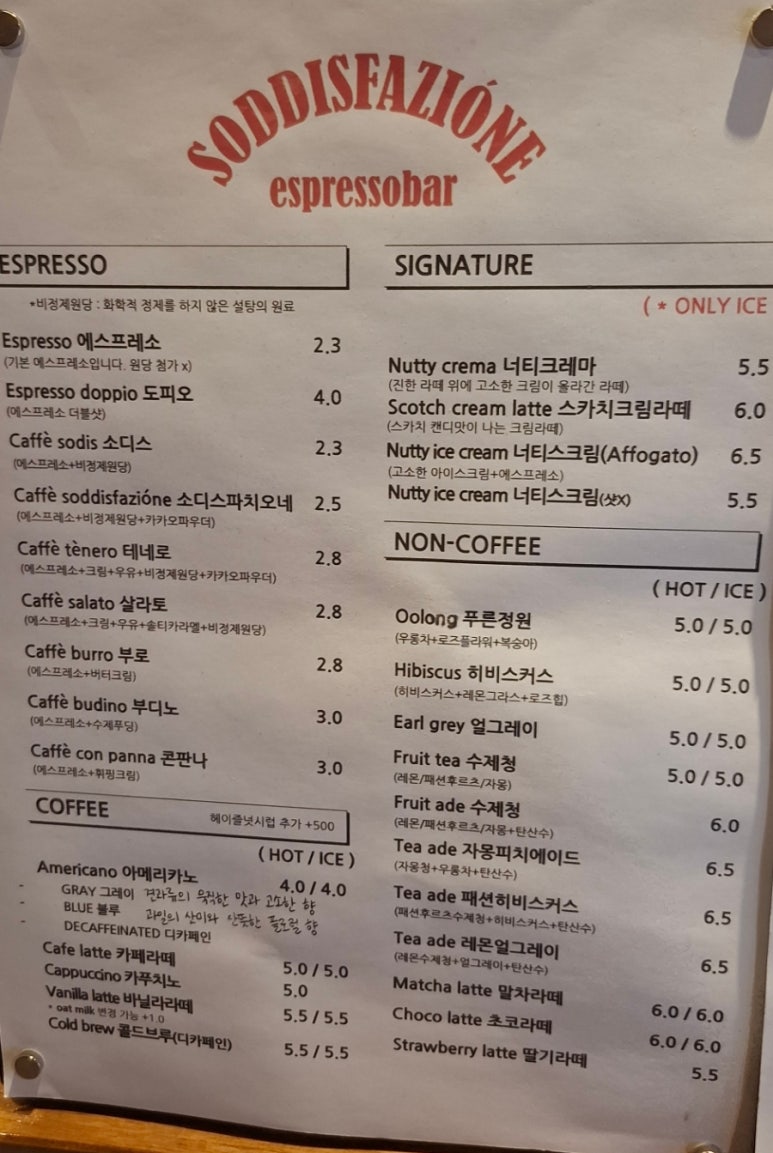 SODDISFAZIÓNE
espressobar
ESPRESSO
*비정제원당 : 화학적 정제를 하지 않은 설탕의 원료
Espresso 에스프레소 2.3
(기본 에스프레소입니다. 원당 첨가 x)
Espresso doppio 도피오 4.0
(에스프레소 더블샷)
Caffè sodis 소디스 2.3
(에스프레소+비정제원당)
Caffè soddisfazióne 소디스파치오네 2.5
(에스프레소+비정제원당+카카오파우더)
Caffè tènero 테네로 2.8
(에스프레소+크림+우유+비정제원당+카카오파우더)
Caffè salato 살라토 2.8
(에스프레소+크림+우유+솔티카라멜+비정제원당)
Caffè burro 부로 2.8
(에스프레소+버터크림)
Caffè budino 부디노 3.0
(에스프레소+수제푸딩)
Caffè con panna 콘판나 3.0
(에스프레소+휘핑크림)
COFFEE 헤이즐넛시럽 추가 +500
( HOT / ICE )
Americano 아메리카노 4.0 / 4.0
- GRAY 그레이 견과류의 묵직한 맛과 고소한 향
- BLUE 블루 과일의 산미와 산뜻한 플로럴 향
- DECAFFEINATED 디카페인
Cafe latte 카페라떼 5.0 / 5.0
Cappuccino 카푸치노 5.0
Vanilla latte 바닐라라떼 5.5 / 5.5
* oat milk 변경 가능 +1.0
Cold brew 콜드브루(디카페인) 5.5 / 5.5
SIGNATURE
( * ONLY ICE
Nutty crema 너티크레마 5.5
(진한 라떼 위에 고소한 크림이 올라간 라떼)
Scotch cream latte 스카치크림라떼 6.0
(스카치 캔디맛이 나는 크림라떼)
Nutty ice cream 너티스크림(Affogato) 6.5
(고소한 아이스크림+에스프레소)
Nutty ice cream 너티스크림(샷X) 5.5
NON-COFFEE
( HOT / ICE )
Oolong 푸른정원 5.0 / 5.0
(우롱차+로즈플라워+복숭아)
Hibiscus 히비스커스 5.0 / 5.0
(히비스커스+레몬그라스+로즈힙)
Earl grey 얼그레이 5.0 / 5.0
Fruit tea 수제청 5.0 / 5.0
(레몬/패션후르츠/자몽)
Fruit ade 수제청 6.0
(레몬/패션후르츠/자몽+탄산수)
Tea ade 자몽피치에이드 6.5
(자몽청+우롱차+탄산수)
Tea ade 패션히비스커스 6.5
(패션후르츠수제청+히비스커스+탄산수)
Tea ade 레몬얼그레이 6.5
(레몬수제청+얼그레이+탄산수)
Matcha latte 말차라떼 6.0 / 6.0
Choco latte 초코라떼 6.0 / 6.0
Strawberry latte 딸기라떼 5.5